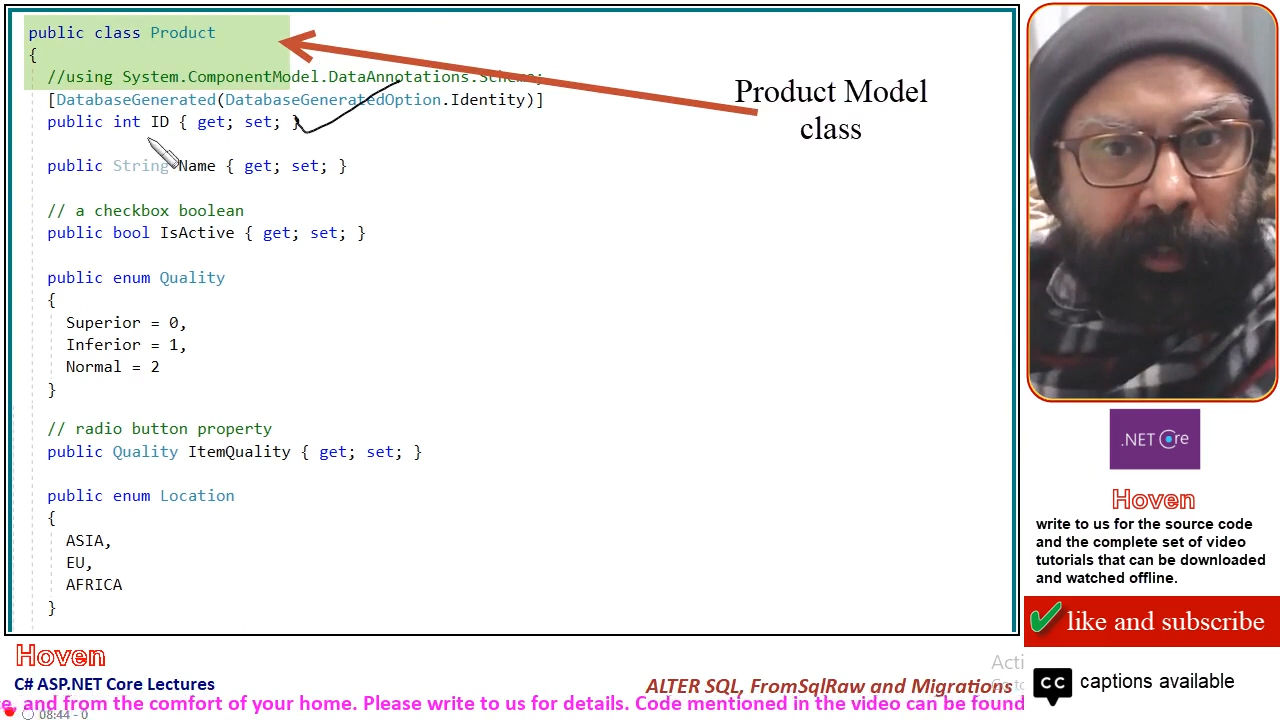 public class Product
{
//using System.ComponentModel.DataAnnotations.Schema;
[DatabaseGenerated(DatabaseGeneratedOption.Identity)]
public int ID { get; set; }
public String Name { get; set; }
// a checkbox boolean
public bool IsActive { get; set; }
public enum Quality
{
Superior = 0,
Inferior = 1,
Normal = 2
}
// radio button property
public Quality ItemQuality { get; set; }
public enum Location
{
ASIA,
EU,
AFRICA
}
Product Model
class
.NET Core
Hoven
write to us for the source code
and the complete set of video
tutorials that can be downloaded
and watched offline.
like and subscribe
CC captions available
Hoven
C# ASP.NET Core Lectures
ALTER SQL, FromSqlRaw and Migrations
Acti
e, and from the comfort of your home. Please write to us for details. Code mentioned in the video can be found
08:44 - 0